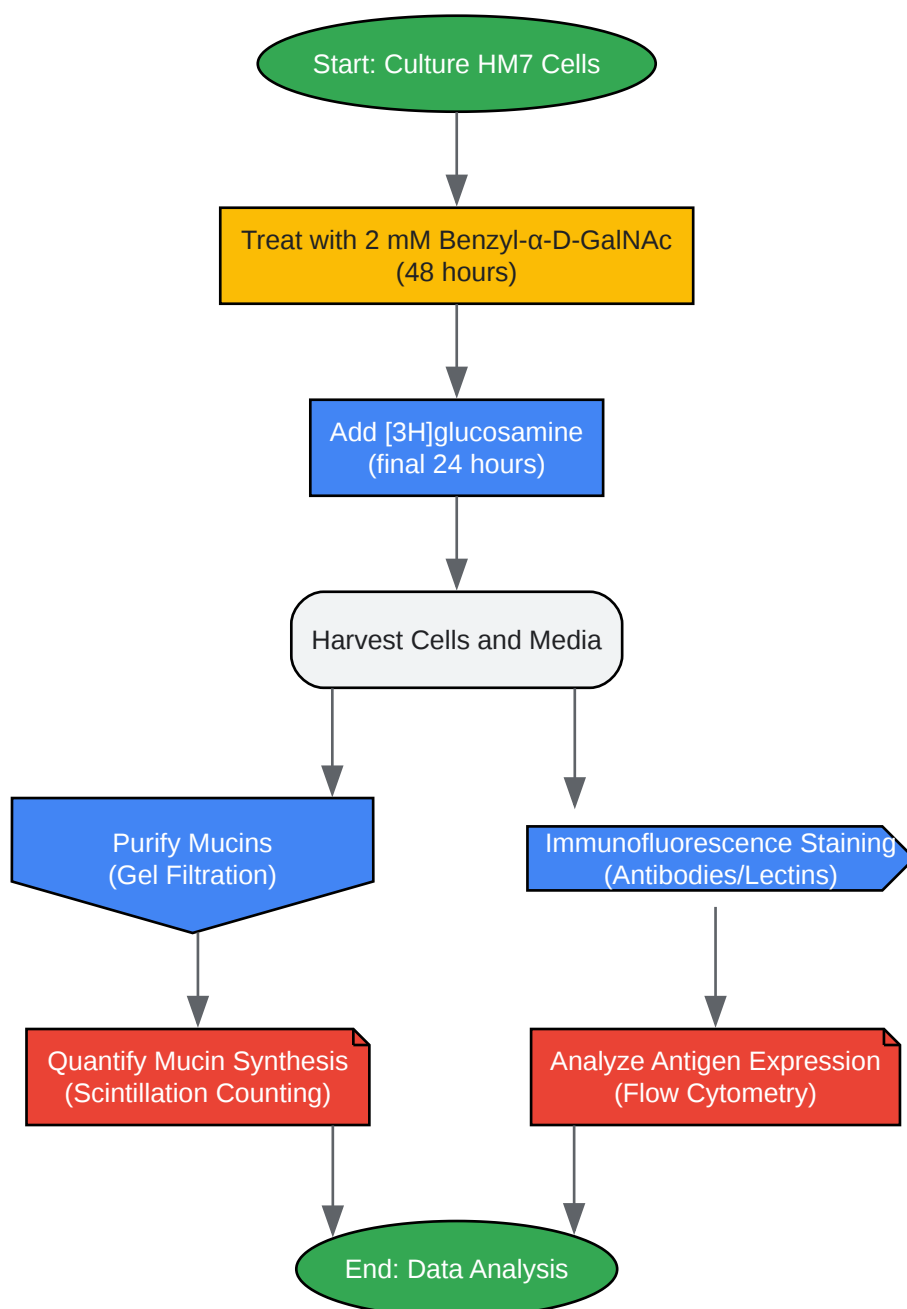 Start: Culture HM7 Cells
Treat with 2 mM Benzyl-α-D-GalNAc
(48 hours)
Add [3H]glucosamine
(final 24 hours)
Harvest Cells and Media
Purify Mucins
(Gel Filtration)
Immunofluorescence Staining
(Antibodies/Lectins)
Quantify Mucin Synthesis
(Scintillation Counting)
Analyze Antigen Expression
(Flow Cytometry)
End: Data Analysis